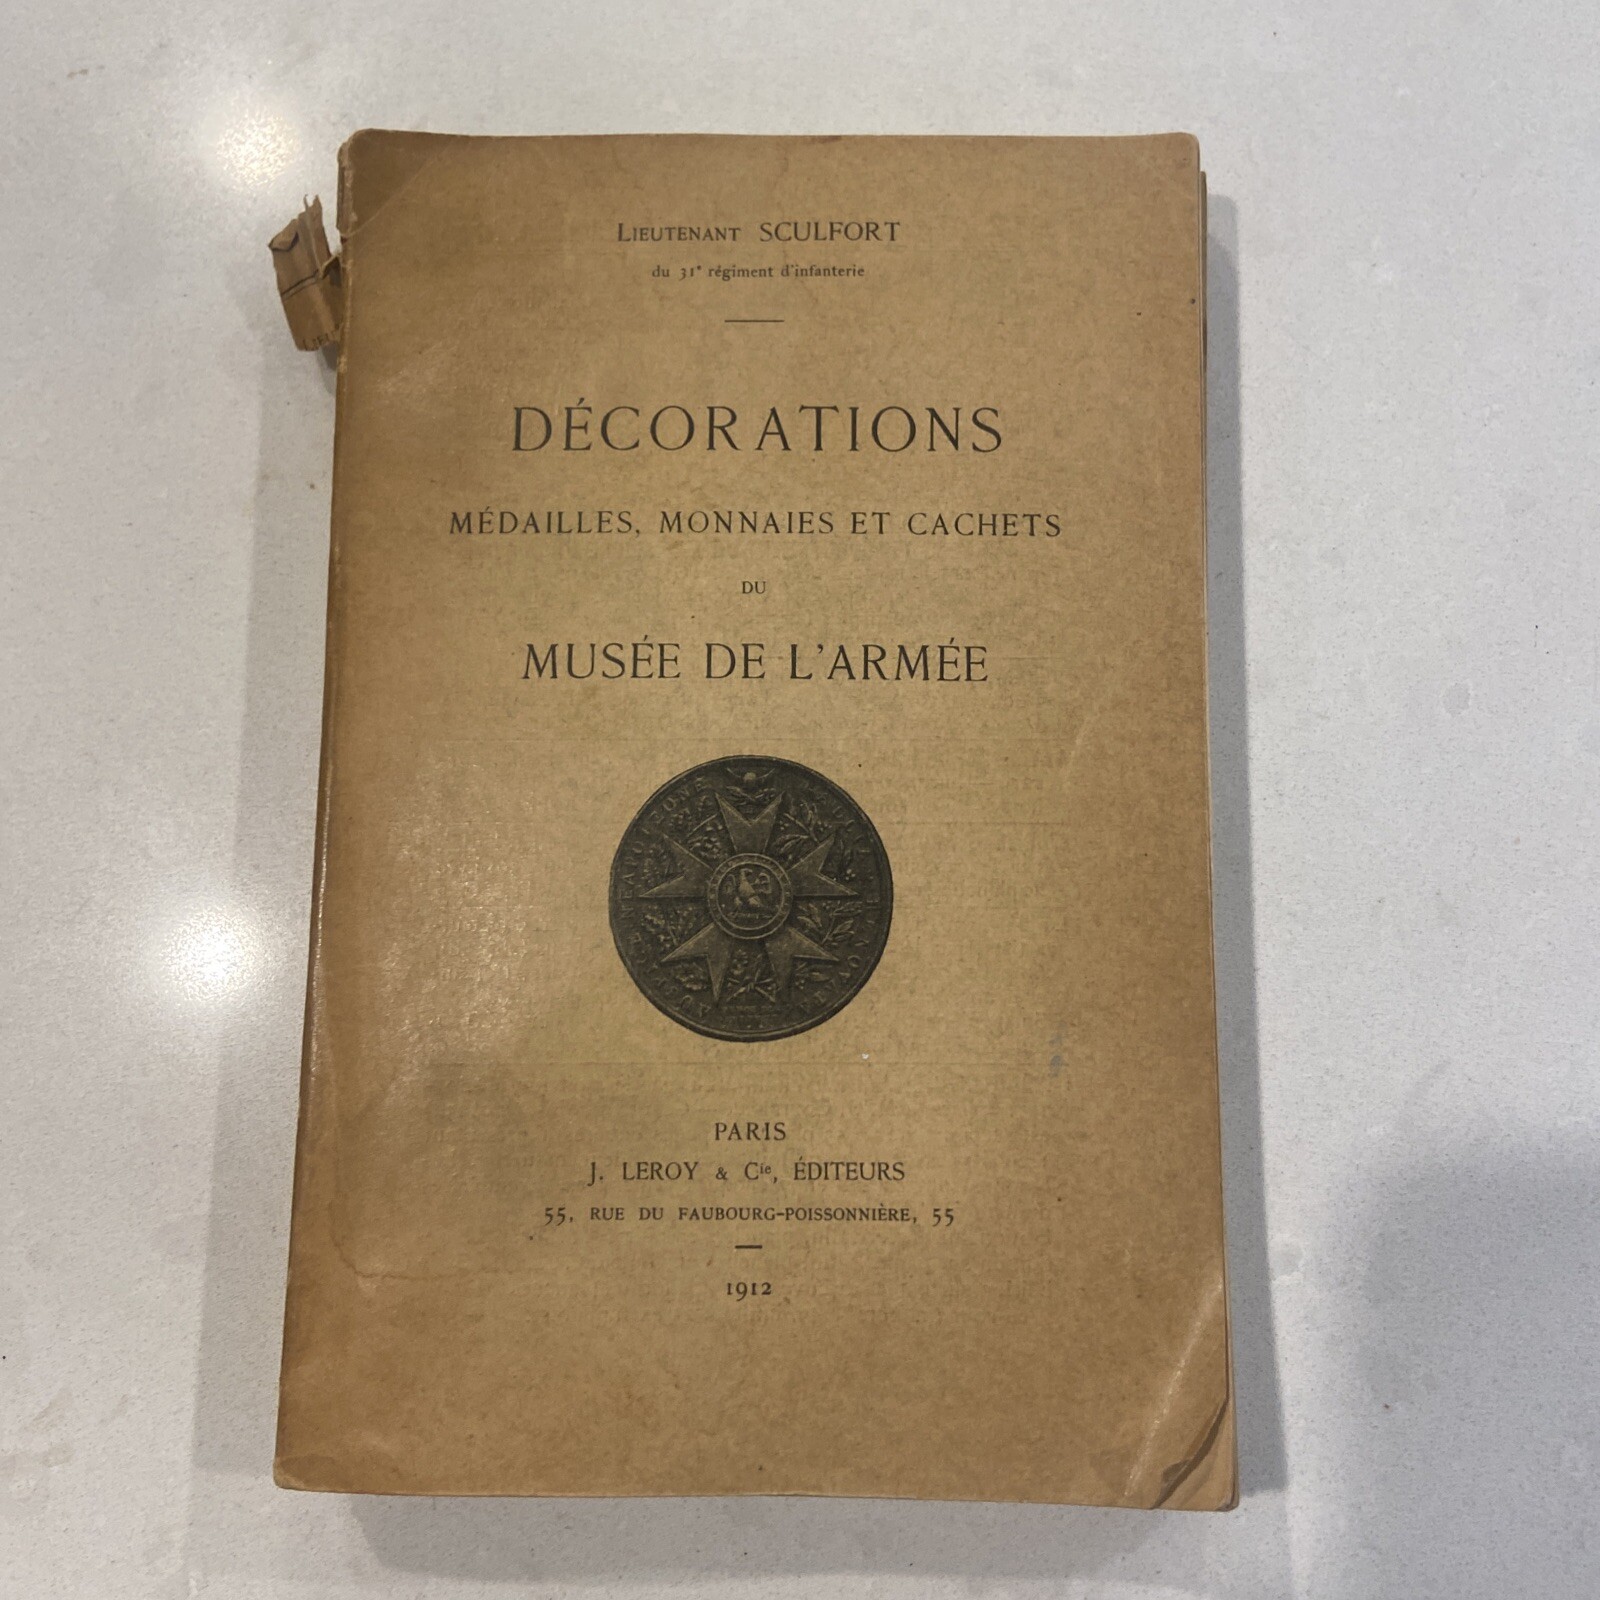 Lieutenant SCULFORT
du 31e régiment d'infanterie
DÉCORATIONS
MÉDAILLES, MONNAIES ET CACHETS
DU
MUSÉE DE L'ARMÉE
PARIS
J. LEROY & Cie, ÉDITEURS
55, RUE DU FAUBOURG-POISSONNIÈRE, 55
1912